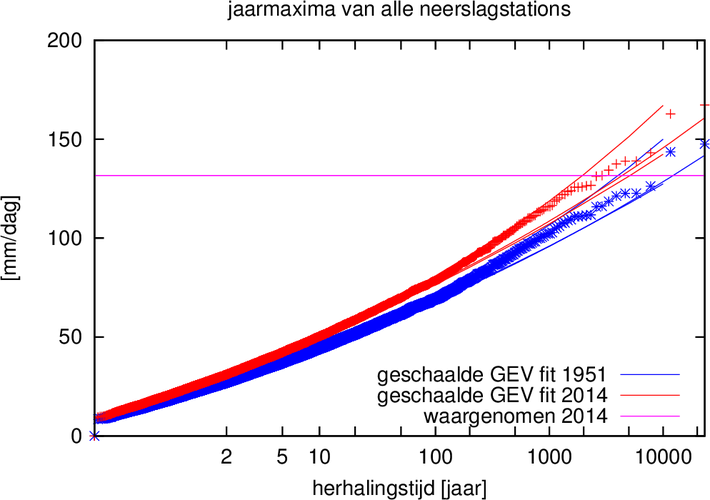 jaarmaxima van alle neerslagstations
200
150
100
50
0
[mm/dag]
geschaalde GEV fit 1951
geschaalde GEV fit 2014
waargenomen 2014
2 5 10 100 1000 10000
herhalingstijd [jaar]